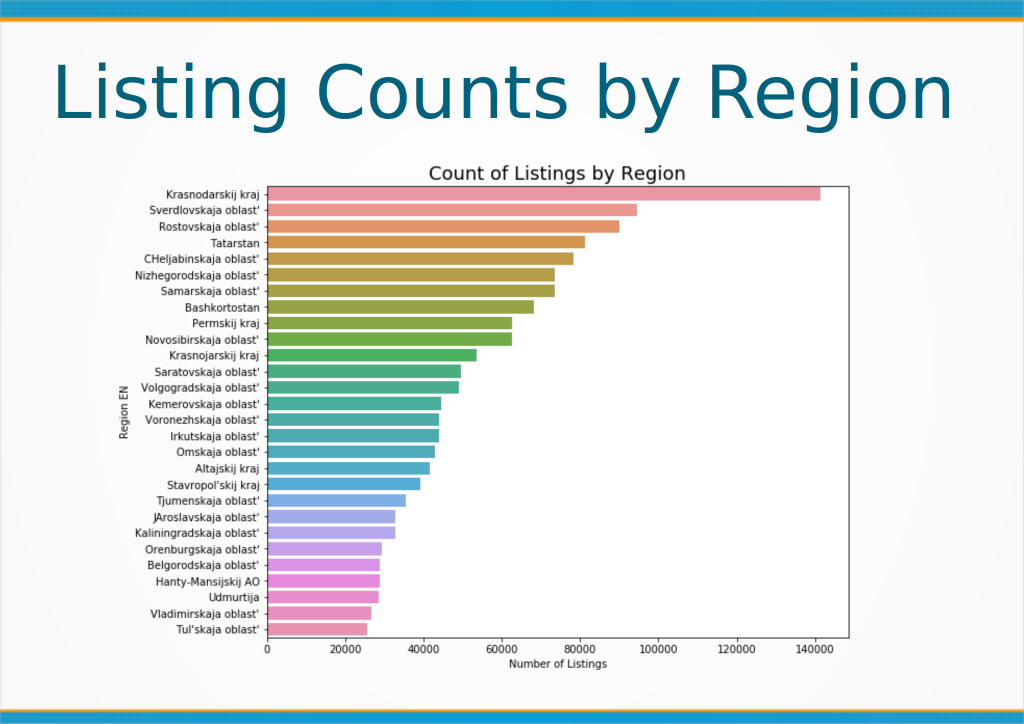 Listing Counts by Region
Count of Listings by Region
Krasnodarskij kraj
Sverdlovskaja oblast'
Rostovskaja oblast'
Tatarstan
CHeljabinskaja oblast'
Nizhegorodskaja oblast'
Samarskaja oblast'
Bashkortostan
Permskij kraj
Novosibirskaja oblast'
Krasnojarskij kraj
Saratovskaja oblast'
Volgogradskaja oblast'
Kemerovskaja oblast'
Voronezhskaja oblast'
Irkutskaja oblast'
Omskaja oblast'
Altajskij kraj
Stavropol'skij kraj
Tjumenskaja oblast'
JAroslavskaja oblast'
Kaliningradskaja oblast'
Orenburgskaja oblast'
Belgorodskaja oblast'
Hanty-Mansijskij AO
Udmurtija
Vladimirskaja oblast'
Tul'skaja oblast'
Region EN
0 20000 40000 60000 80000 100000 120000 140000
Number of Listings